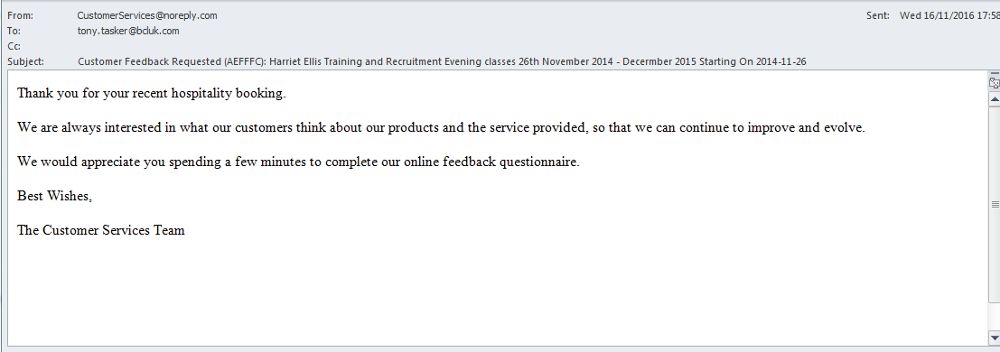 From: CustomerServices@noreply.com Sent: Wed 16/11/2016 17:58
To: tony.tasker@bcluk.com
Cc:
Subject: Customer Feedback Requested (AEFFFC): Harriet Ellis Training and Recruitment Evening classes 26th November 2014 - Decermber 2015 Starting On 2014-11-26
Thank you for your recent hospitality booking.
We are always interested in what our customers think about our products and the service provided, so that we can continue to improve and evolve.
We would appreciate you spending a few minutes to complete our online feedback questionnaire.
Best Wishes,
The Customer Services Team